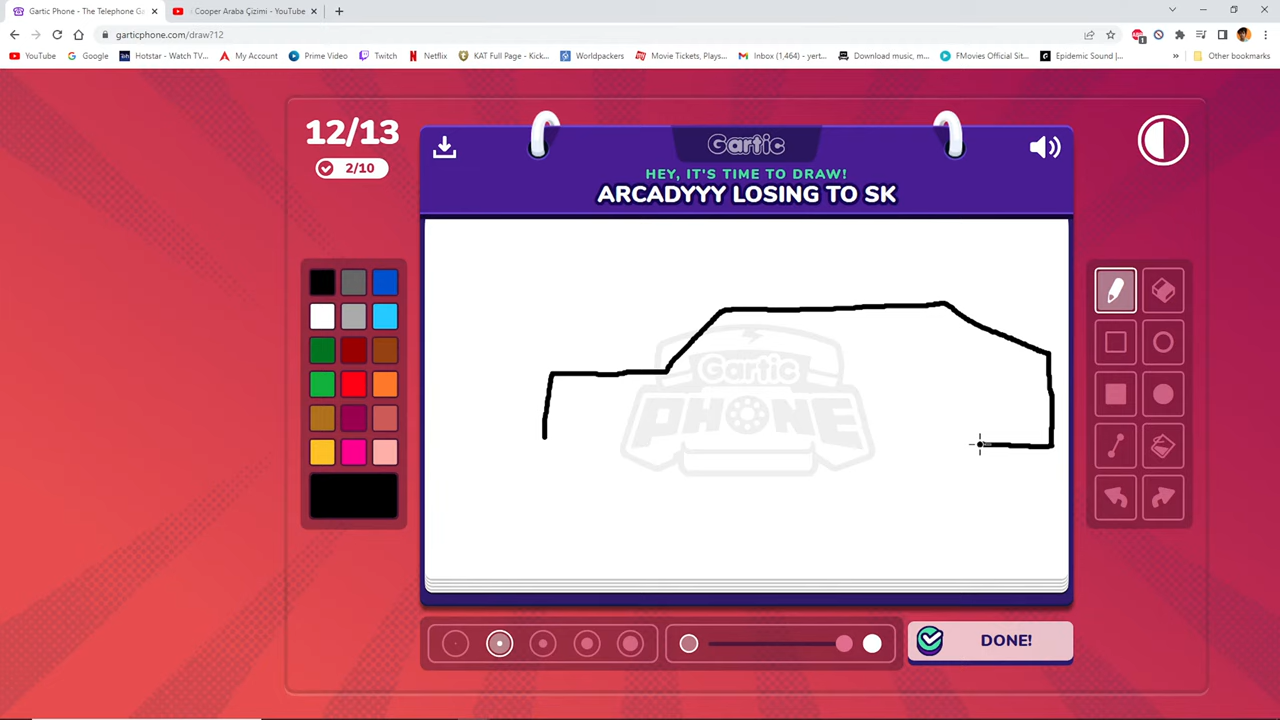 Gartic Phone - The Telephone Ga
Cooper Araba Çizimi - YouTube
garticphone.com/draw?12
YouTube
Google
Hotstar - Watch TV...
My Account
Prime Video
Twitch
Netflix
KAT Full Page - Kick...
Worldpackers
Movie Tickets, Plays...
Inbox (1,464) - yert...
Download music, m...
FMovies Official Sit...
Epidemic Sound |...
»
Other bookmarks
12/13
2/10
Gartic
HEY, IT'S TIME TO DRAW!
ARCADYYY LOSING TO SK
Gartic
PHONE
DONE!